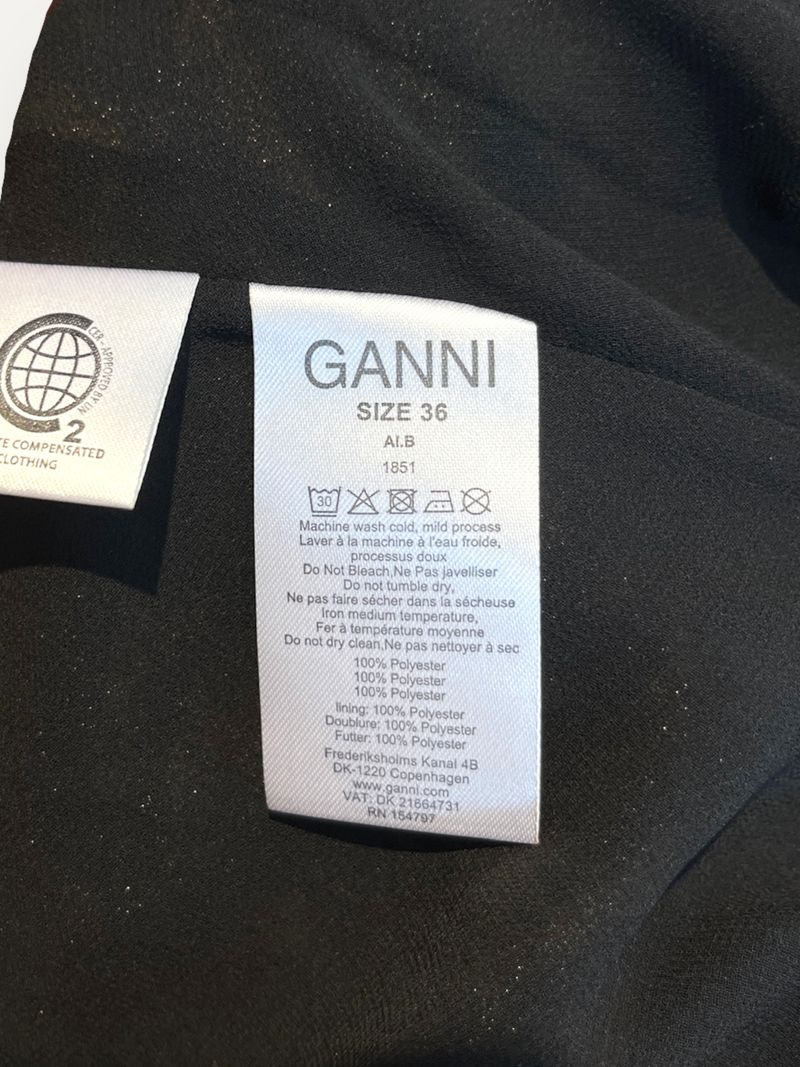 CER - APPROVED BY UN
2
TE COMPENSATED
CLOTHING
GANNI
SIZE 36
AI.B
1851
30
Machine wash cold, mild process
Laver à la machine à l'eau froide,
processus doux
Do Not Bleach,Ne Pas javelliser
Do not tumble dry,
Ne pas faire sécher dans la sécheuse
Iron medium temperature,
Fer à température moyenne
Do not dry clean,Ne pas nettoyer à sec
100% Polyester
100% Polyester
100% Polyester
lining: 100% Polyester
Doublure: 100% Polyester
Futter: 100% Polyester
Frederiksholms Kanal 4B
DK-1220 Copenhagen
www.ganni.com
VAT: DK 21864731
RN 154797